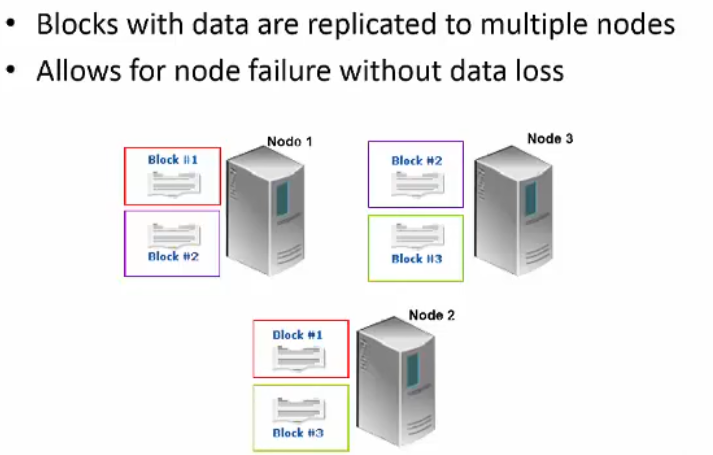 • Blocks with data are replicated to multiple nodes
• Allows for node failure without data loss
Node 1
Block #1
Block #2
Node 3
Block #2
Block #3
Node 2
Block #1
Block #3